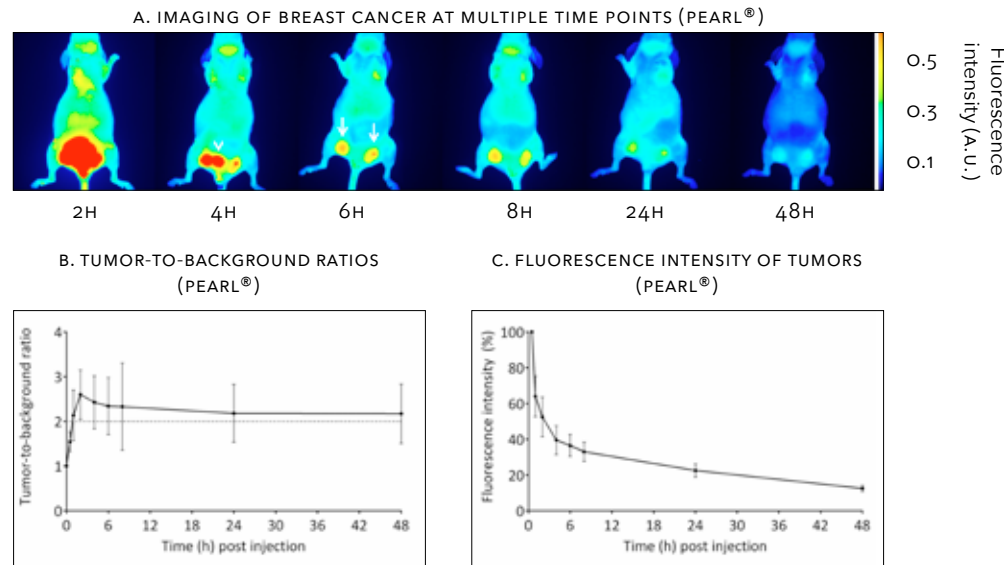 A. IMAGING OF BREAST CANCER AT MULTIPLE TIME POINTS (PEARL®)
0.5
0.3
0.1
Fluorescence
intensity (A.U.)
2H 4H 6H 8H 24H 48H
B. TUMOR-TO-BACKGROUND RATIOS
(PEARL®)
4
3
2
1
0
Tumor-to-background ratio
0 6 12 18 24 30 36 42 48
Time (h) post injection
C. FLUORESCENCE INTENSITY OF TUMORS
(PEARL®)
100
80
60
40
20
0
Fluorescence intensity (%)
0 6 12 18 24 30 36 42 48
Time (h) post injection